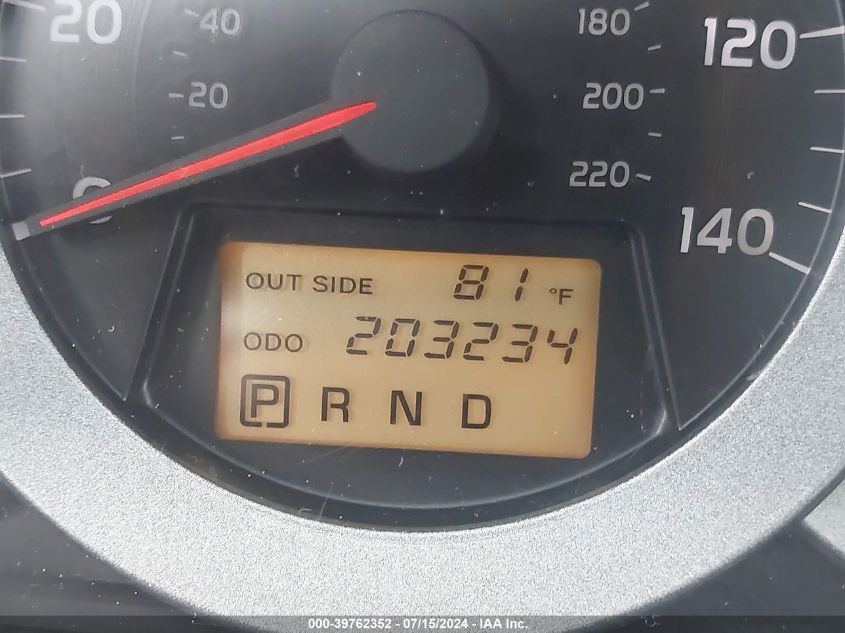 20 40 180 120
20 200
0 220
140
OUT SIDE 81 °F
ODO 203234
P R N D
000-39762352 - 07/15/2024 - IAA Inc.